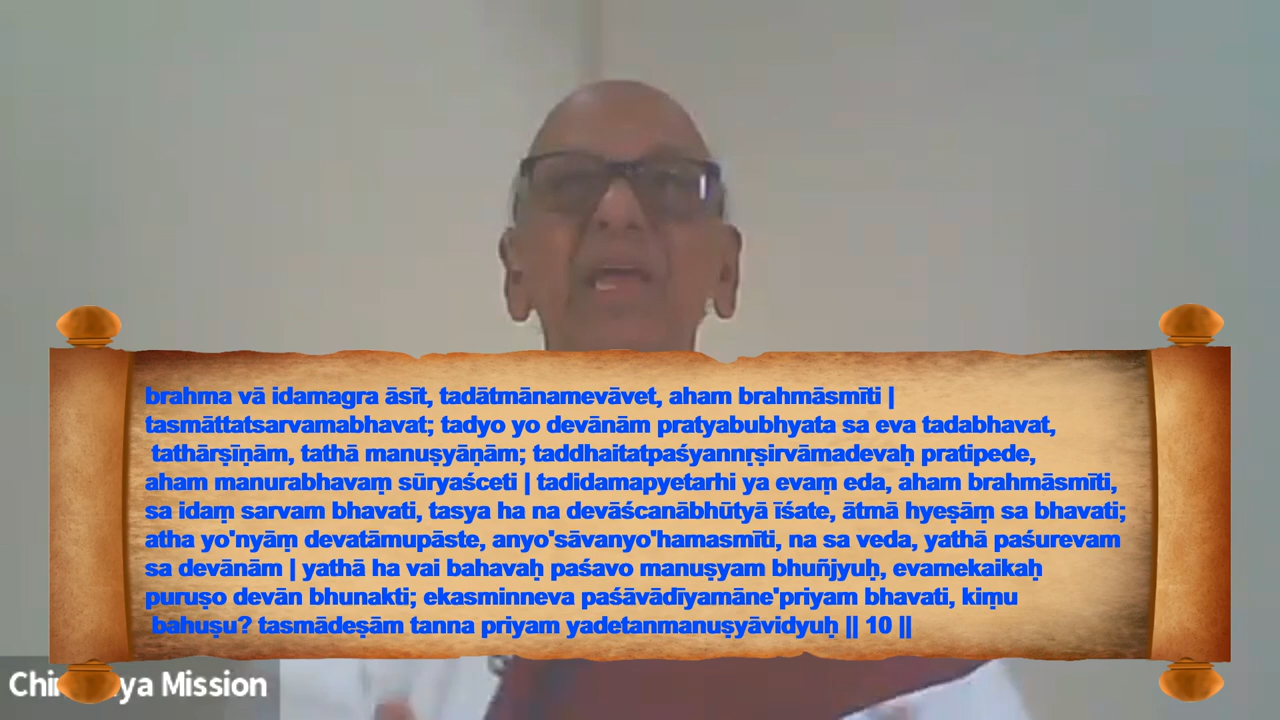 brahma vā idamagra āsīt, tadātmānamevāvet, aham brahmāsmīti |
tasmāttatsarvamabhavat; tadyo yo devānām pratyabubhyata sa eva tadabhavat,
tathārṣīṇām, tathā manuṣyāṇām; taddhaitatpaśyannṛṣirvāmadevaḥ pratipede,
aham manurabhavaṃ sūryaśceti | tadidamapyetarhi ya evaṃ eda, aham brahmāsmīti,
sa idaṃ sarvam bhavati, tasya ha na devāścanābhūtyā īśate, ātmā hyeṣāṃ sa bhavati;
atha yo'nyāṃ devatāmupāste, anyo'sāvanyo'hamasmīti, na sa veda, yathā paśurevam
sa devānām | yathā ha vai bahavaḥ paśavo manuṣyam bhuñjyuḥ, evamekaikaḥ
puruṣo devān bhunakti; ekasminneva paśāvādīyamāne'priyam bhavati, kiṃu
bahuṣu? tasmādeṣām tanna priyam yadetanmanuṣyāvidyuḥ || 10 ||
Mission